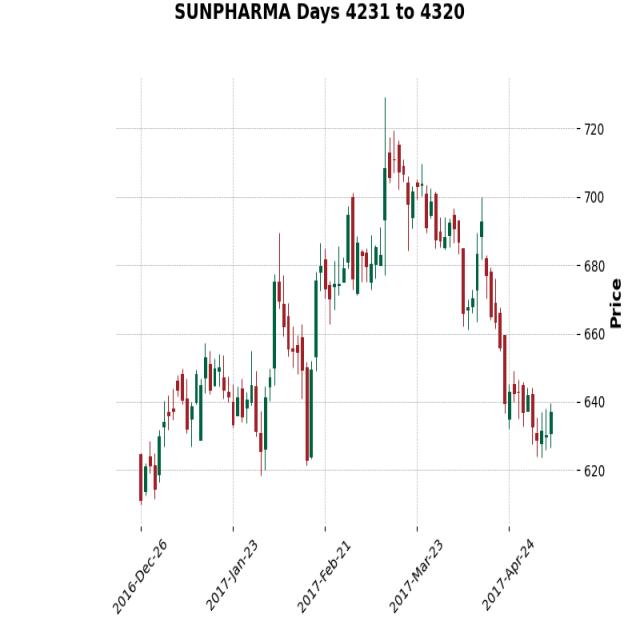 SUNPHARMA Days 4231 to 4320
720
700
680
660
640
620
Price
2016-Dec-26
2017-Jan-23
2017-Feb-21
2017-Mar-23
2017-Apr-24